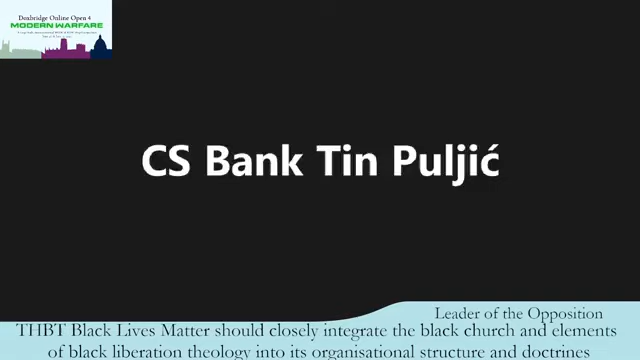 Doxbridge Online Open 4
MODERN WARFARE
CS Bank Tin Puljić
Leader of the Opposition
THBT Black Lives Matter should closely integrate the black church and elements
of black liberation theology into its organisational structure and doctrines